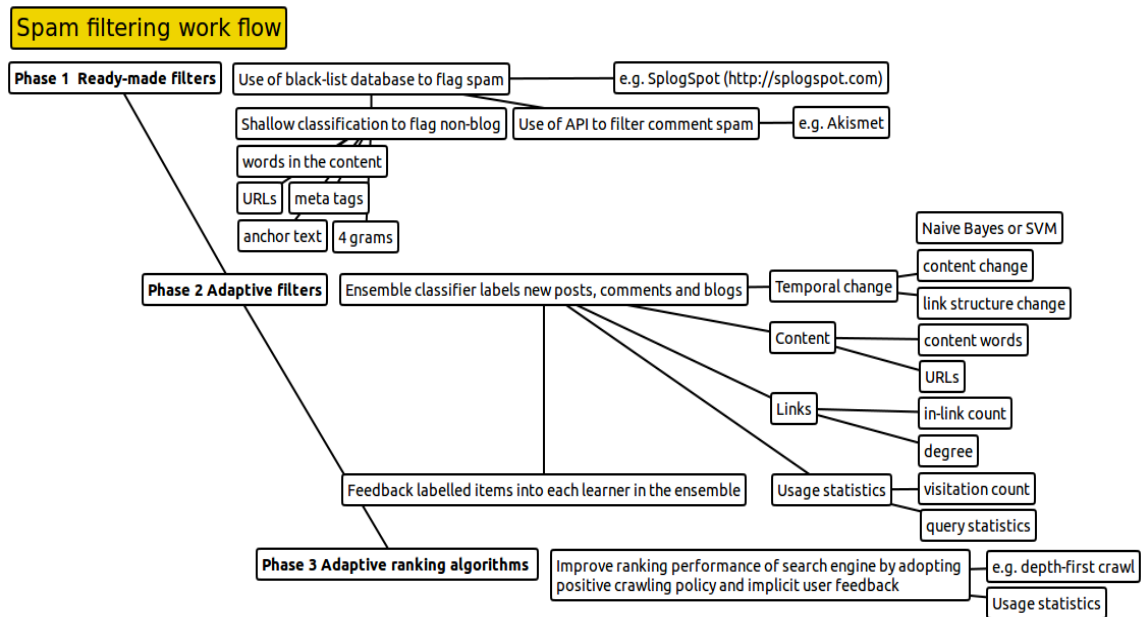 Spam filtering work flow
Phase 1  Ready-made filters
Use of black-list database to flag spam
e.g. SplogSpot (http://splogspot.com)
Shallow classification to flag non-blog
Use of API to filter comment spam
e.g. Akismet
words in the content
URLs
meta tags
anchor text
4 grams
Phase 2 Adaptive filters
Ensemble classifier labels new posts, comments and blogs
Temporal change
Naive Bayes or SVM
content change
link structure change
Content
content words
URLs
Links
in-link count
degree
Feedback labelled items into each learner in the ensemble
Usage statistics
visitation count
query statistics
Phase 3 Adaptive ranking algorithms
Improve ranking performance of search engine by adopting
positive crawling policy and implicit user feedback
e.g. depth-first crawl
Usage statistics